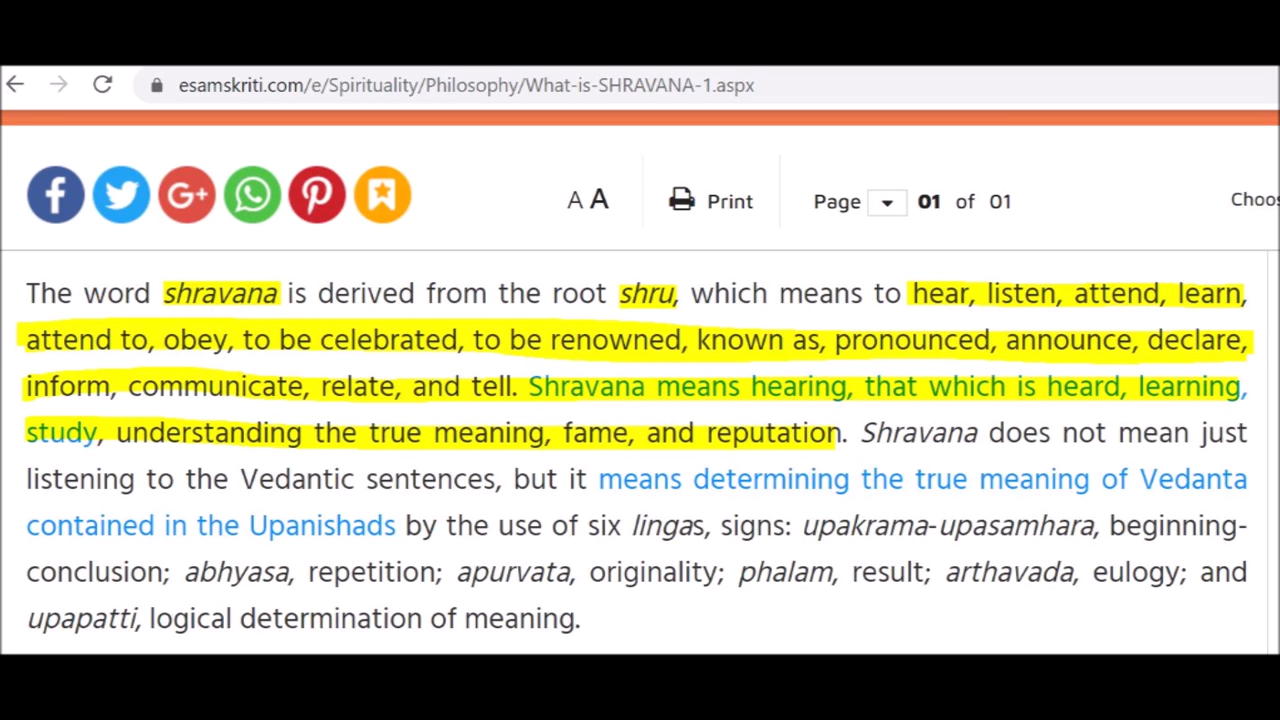 esamskriti.com/e/Spirituality/Philosophy/What-is-SHRAVANA-1.aspx
f G+ A A Print Page 01 of 01 Choos
The word shravana is derived from the root shru, which means to hear, listen, attend, learn,
attend to, obey, to be celebrated, to be renowned, known as, pronounced, announce, declare,
inform, communicate, relate, and tell. Shravana means hearing, that which is heard, learning,
study, understanding the true meaning, fame, and reputation. Shravana does not mean just
listening to the Vedantic sentences, but it means determining the true meaning of Vedanta
contained in the Upanishads by the use of six lingas, signs: upakrama-upasamhara, beginning-
conclusion; abhyasa, repetition; apurvata, originality; phalam, result; arthavada, eulogy; and
upapatti, logical determination of meaning.